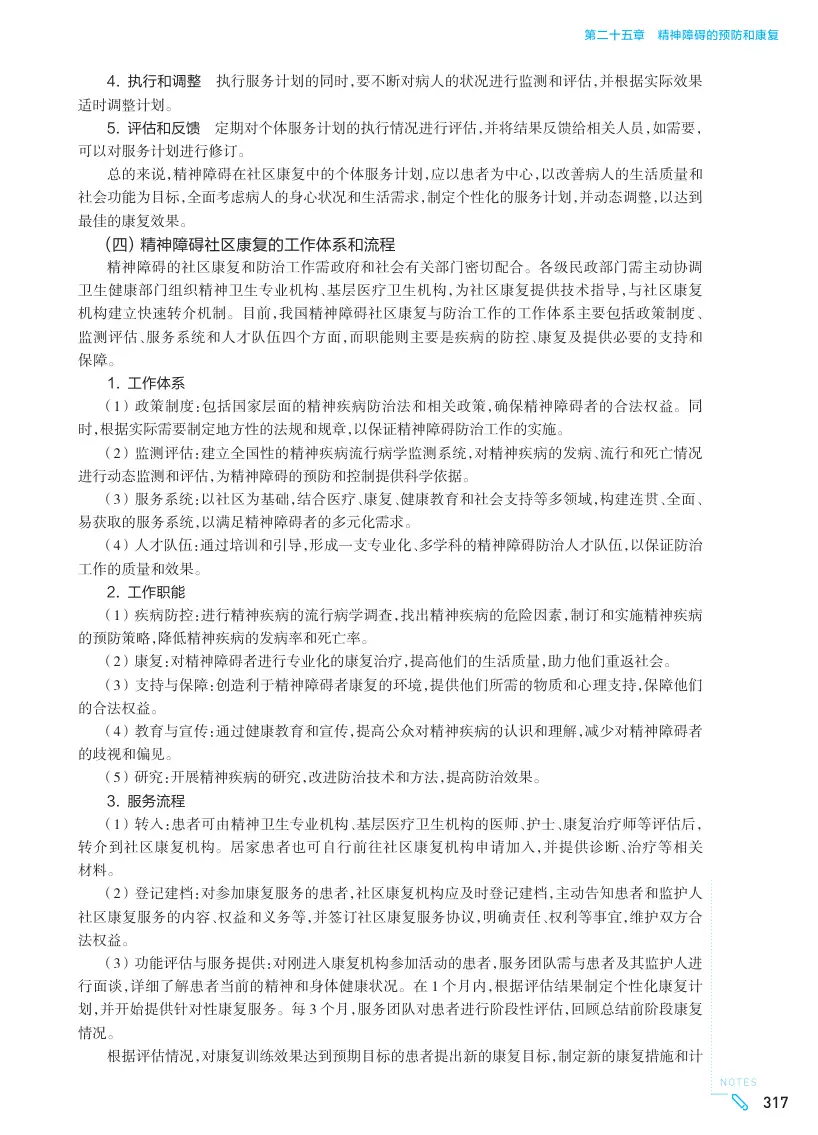 第二十五章　精神障碍的预防和康复
4. 执行和调整　执行服务计划的同时,要不断对病人的状况进行监测和评估,并根据实际效果
适时调整计划。
5. 评估和反馈　定期对个体服务计划的执行情况进行评估,并将结果反馈给相关人员,如需要,
可以对服务计划进行修订。
总的来说,精神障碍在社区康复中的个体服务计划,应以患者为中心,以改善病人的生活质量和
社会功能为目标,全面考虑病人的身心状况和生活需求,制定个性化的服务计划,并动态调整,以达到
最佳的康复效果。
(四)精神障碍社区康复的工作体系和流程
精神障碍的社区康复和防治工作需政府和社会有关部门密切配合。各级民政部门需主动协调
卫生健康部门组织精神卫生专业机构、基层医疗卫生机构,为社区康复提供技术指导,与社区康复
机构建立快速转介机制。目前,我国精神障碍社区康复与防治工作的工作体系主要包括政策制度、
监测评估、服务系统和人才队伍四个方面,而职能则主要是疾病的防控、康复及提供必要的支持和
保障。
1. 工作体系
(1)政策制度:包括国家层面的精神疾病防治法和相关政策,确保精神障碍者的合法权益。同
时,根据实际需要制定地方性的法规和规章,以保证精神障碍防治工作的实施。
(2)监测评估:建立全国性的精神疾病流行病学监测系统,对精神疾病的发病、流行和死亡情况
进行动态监测和评估,为精神障碍的预防和控制提供科学依据。
(3)服务系统:以社区为基础,结合医疗、康复、健康教育和社会支持等多领域,构建连贯、全面、
易获取的服务系统,以满足精神障碍者的多元化需求。
(4)人才队伍:通过培训和引导,形成一支专业化、多学科的精神障碍防治人才队伍,以保证防治
工作的质量和效果。
2. 工作职能
(1)疾病防控:进行精神疾病的流行病学调查,找出精神疾病的危险因素,制订和实施精神疾病
的预防策略,降低精神疾病的发病率和死亡率。
(2)康复:对精神障碍者进行专业化的康复治疗,提高他们的生活质量,助力他们重返社会。
(3)支持与保障:创造利于精神障碍者康复的环境,提供他们所需的物质和心理支持,保障他们
的合法权益。
(4)教育与宣传:通过健康教育和宣传,提高公众对精神疾病的认识和理解,减少对精神障碍者
的歧视和偏见。
(5)研究:开展精神疾病的研究,改进防治技术和方法,提高防治效果。
3. 服务流程
(1)转入:患者可由精神卫生专业机构、基层医疗卫生机构的医师、护士、康复治疗师等评估后,
转介到社区康复机构。居家患者也可自行前往社区康复机构申请加入,并提供诊断、治疗等相关
材料。
(2)登记建档:对参加康复服务的患者,社区康复机构应及时登记建档,主动告知患者和监护人
社区康复服务的内容、权益和义务等,并签订社区康复服务协议,明确责任、权利等事宜,维护双方合
法权益。
(3)功能评估与服务提供:对刚进入康复机构参加活动的患者,服务团队需与患者及其监护人进
行面谈,详细了解患者当前的精神和身体健康状况。在 1 个月内,根据评估结果制定个性化康复计
划,并开始提供针对性康复服务。每 3 个月,服务团队对患者进行阶段性评估,回顾总结前阶段康复
情况。
根据评估情况,对康复训练效果达到预期目标的患者提出新的康复目标,制定新的康复措施和计
NOTES
317